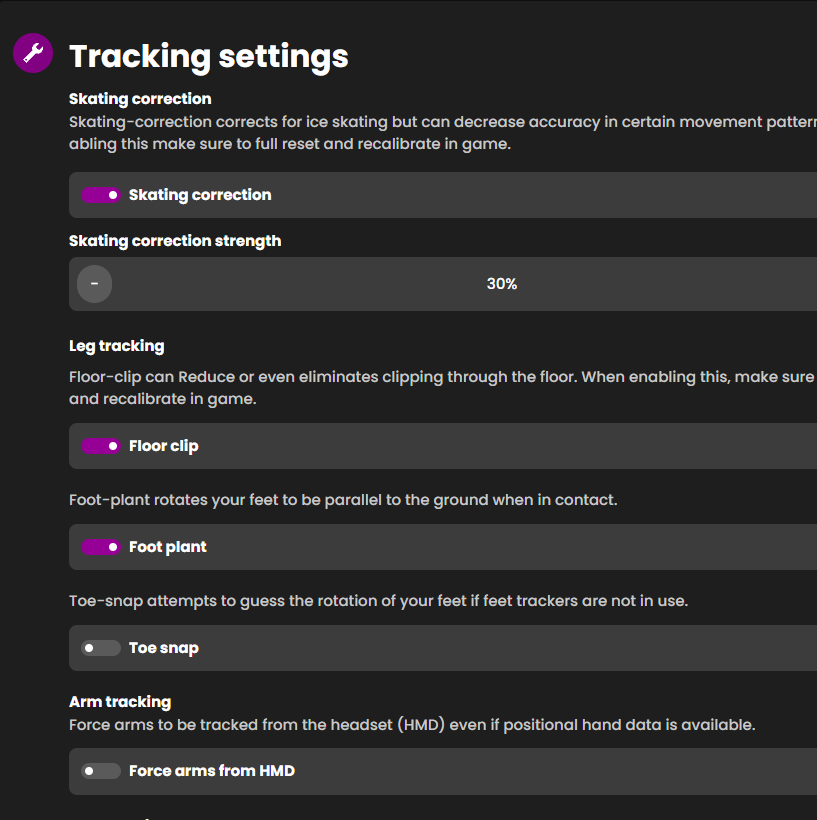 Tracking settings
Skating correction
Skating-correction corrects for ice skating but can decrease accuracy in certain movement
abling this make sure to full reset and recalibrate in game.
Skating correction
Skating correction strength
-
30%
Leg tracking
Floor-clip can Reduce or even eliminates clipping through the floor. When enabling this, make sure
and recalibrate in game.
Floor clip
Foot-plant rotates your feet to be parallel to the ground when in contact.
Foot plant
Toe-snap attempts to guess the rotation of your feet if feet trackers are not in use.
Toe snap
Arm tracking
Force arms to be tracked from the headset (HMD) even if positional hand data is available.
Force arms from HMD